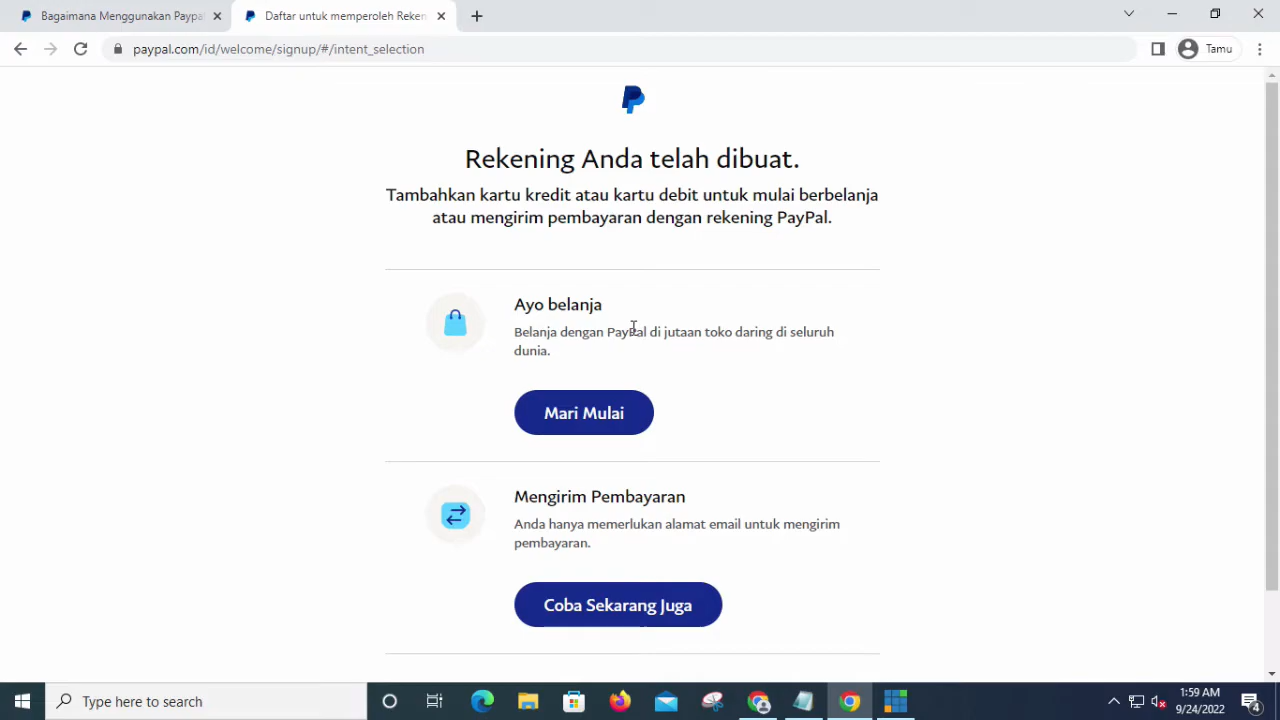 Bagaimana Menggunakan Paypal
Daftar untuk memperoleh Reken
paypal.com/id/welcome/signup/#/intent_selection
Tamu
Rekening Anda telah dibuat.
Tambahkan kartu kredit atau kartu debit untuk mulai berbelanja
atau mengirim pembayaran dengan rekening PayPal.
Ayo belanja
Belanja dengan PayPal di jutaan toko daring di seluruh
dunia.
Mari Mulai
Mengirim Pembayaran
Anda hanya memerlukan alamat email untuk mengirim
pembayaran.
Coba Sekarang Juga
Type here to search
1:59 AM
9/24/2022
4